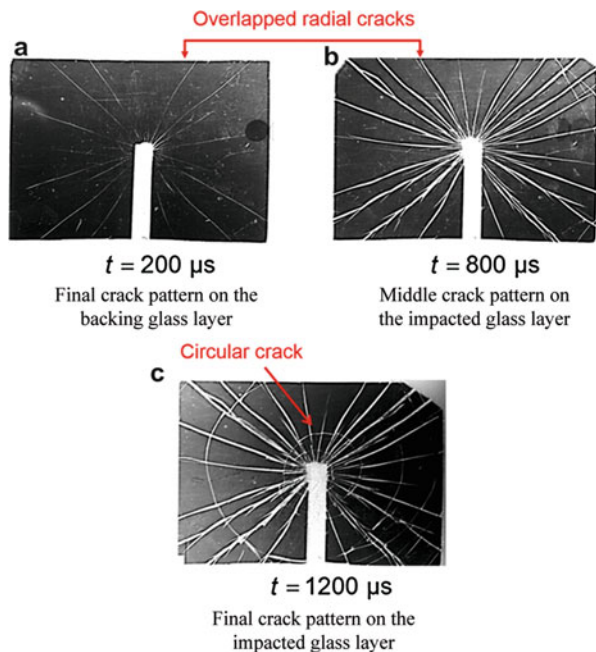 Overlapped radial cracks
a
b
t = 200 μs
t = 800 μs
Final crack pattern on the
backing glass layer
Middle crack pattern on
the impacted glass layer
Circular crack
c
t = 1200 μs
Final crack pattern on the
impacted glass layer